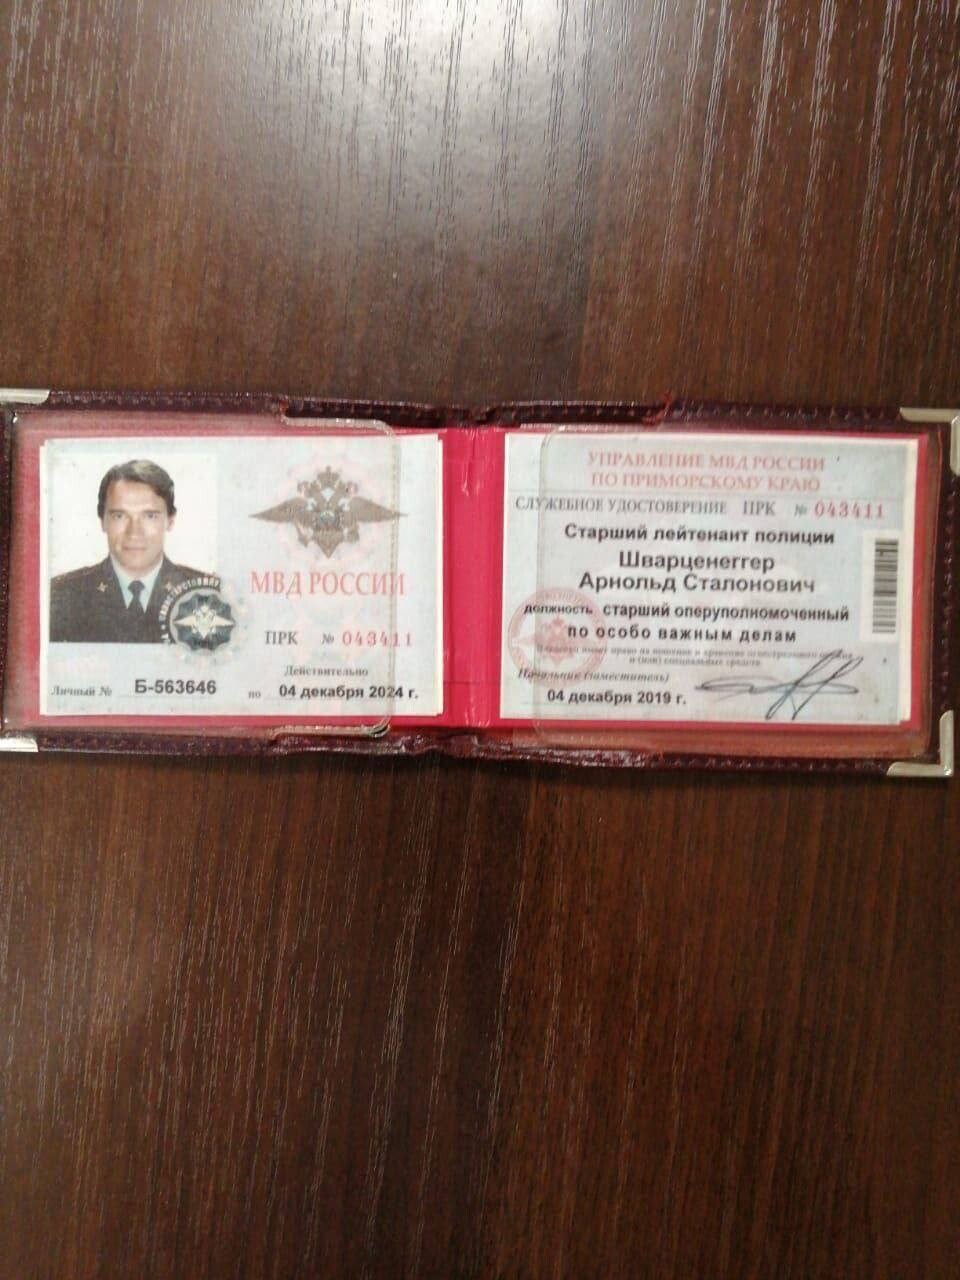 МВД РОССИИ
ПРК № 043411
Действительно
Личный № Б-563646 по 04 декабря 2024 г.
УПРАВЛЕНИЕ МВД РОССИИ
ПО ПРИМОРСКОМУ КРАЮ
СЛУЖЕБНОЕ УДОСТОВЕРЕНИЕ ПРК № 043411
Старший лейтенант полиции
Шварценеггер
Арнольд Сталонович
должность старший оперуполномоченный
по особо важным делам
Начальник (заместитель)
04 декабря 2019 г.